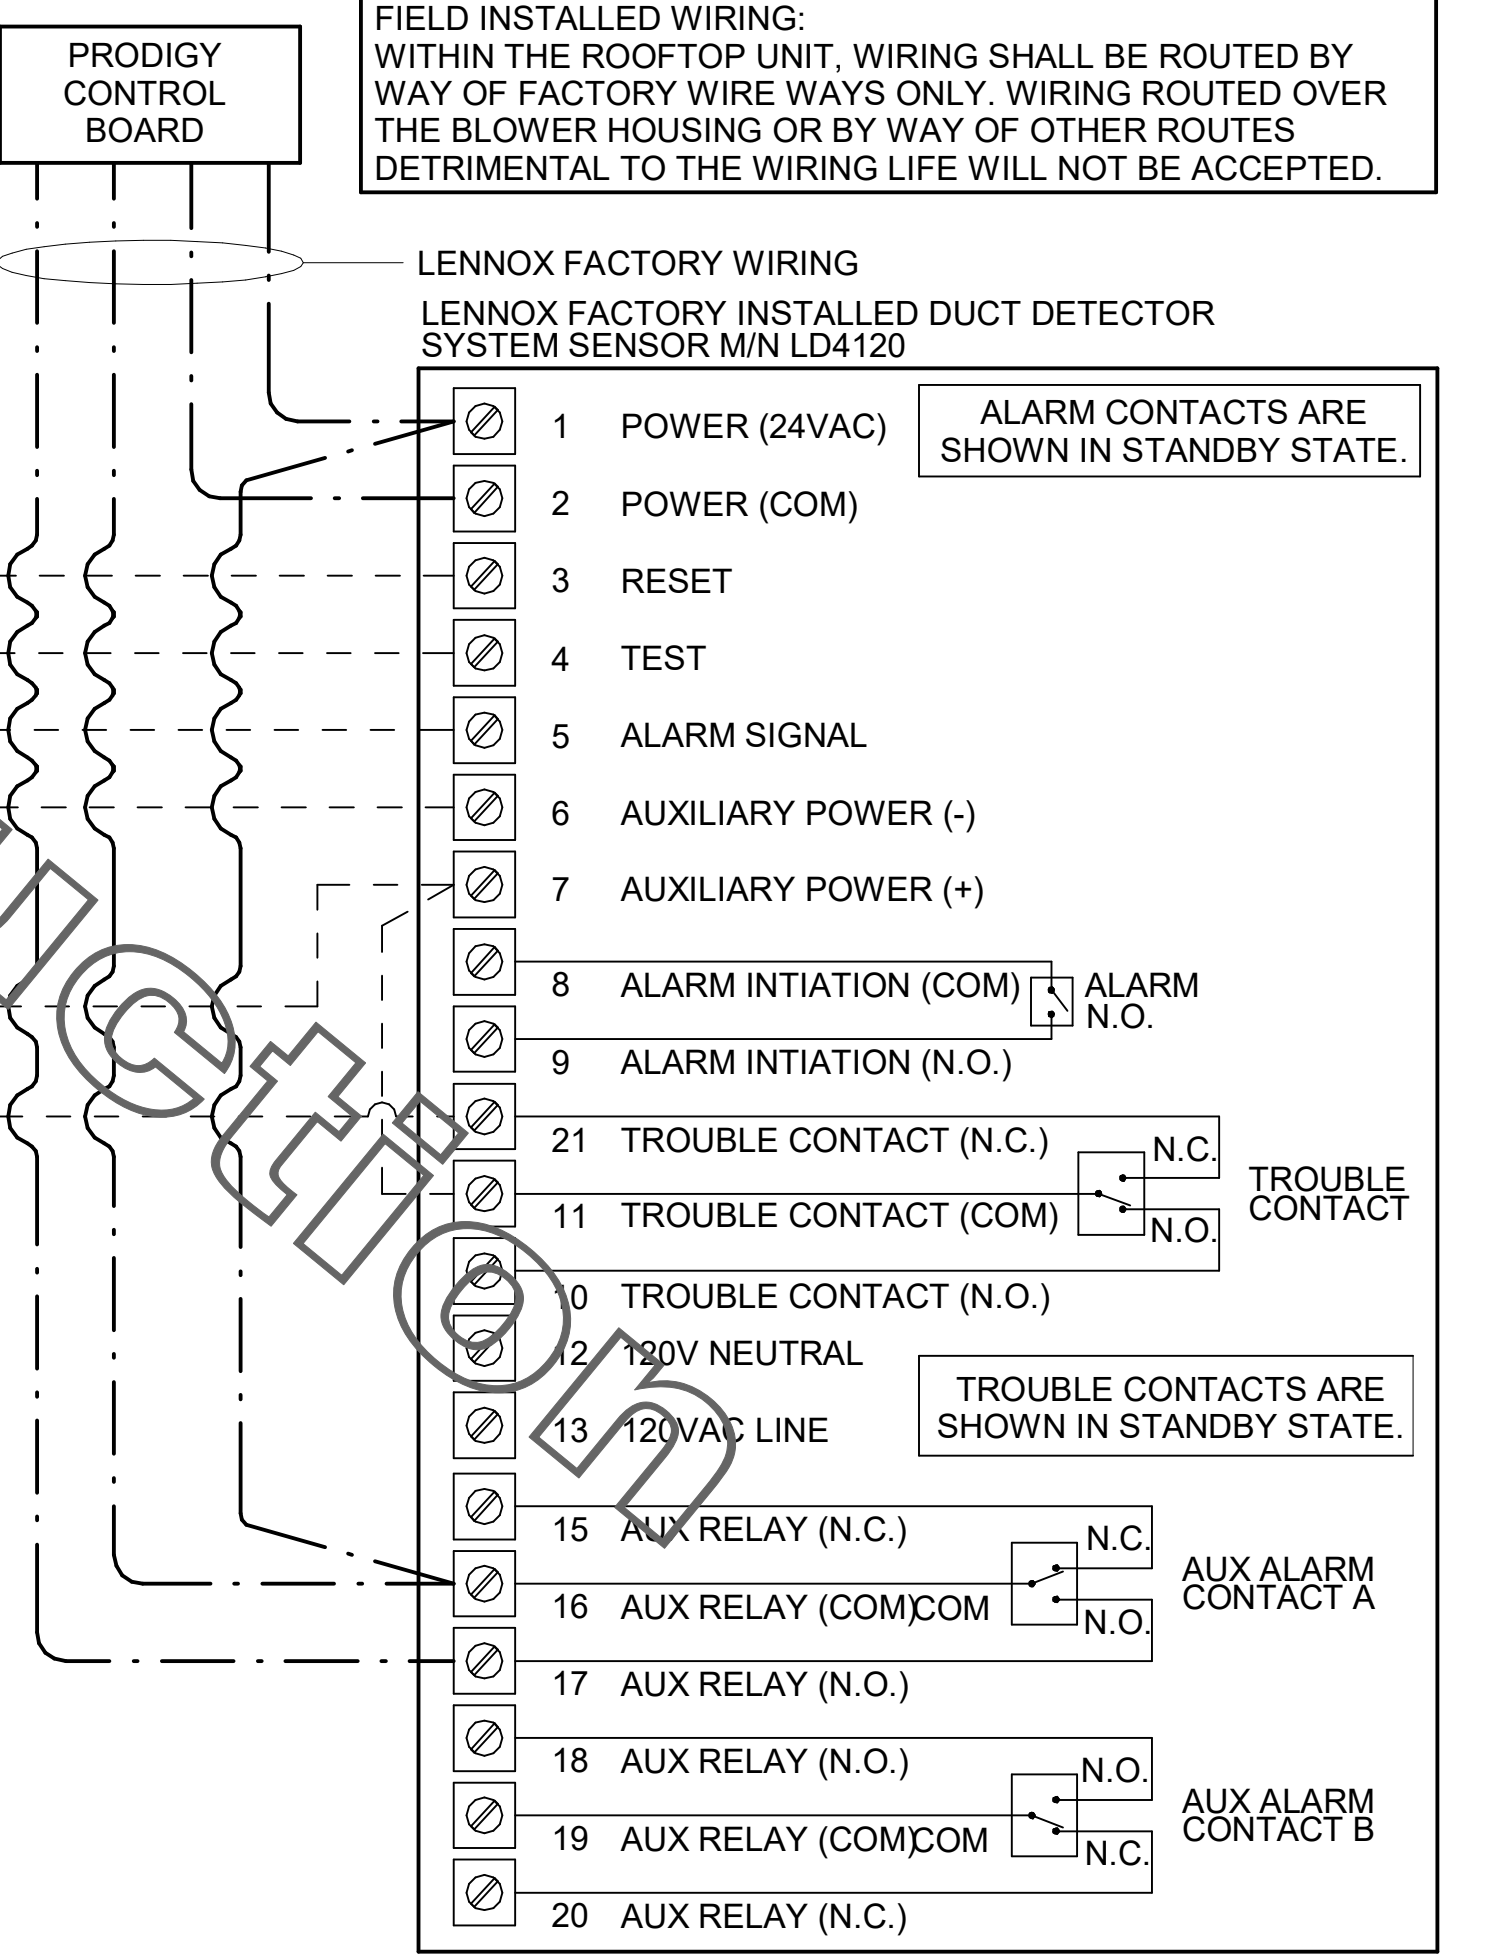 PRODIGY
CONTROL
BOARD
FIELD INSTALLED WIRING:
WITHIN THE ROOFTOP UNIT, WIRING SHALL BE ROUTED BY
WAY OF FACTORY WIRE WAYS ONLY. WIRING ROUTED OVER
THE BLOWER HOUSING OR BY WAY OF OTHER ROUTES
DETRIMENTAL TO THE WIRING LIFE WILL NOT BE ACCEPTED.
LENNOX FACTORY WIRING
LENNOX FACTORY INSTALLED DUCT DETECTOR
SYSTEM SENSOR M/N LD4120
ALARM CONTACTS ARE
SHOWN IN STANDBY STATE.
1 POWER (24VAC)
2 POWER (COM)
3 RESET
4 TEST
5 ALARM SIGNAL
6 AUXILIARY POWER (-)
7 AUXILIARY POWER (+)
8 ALARM INTIATION (COM)
ALARM
N.O.
9 ALARM INTIATION (N.O.)
21 TROUBLE CONTACT (N.C.)
N.C.
TROUBLE
CONTACT
11 TROUBLE CONTACT (COM)
N.O.
10 TROUBLE CONTACT (N.O.)
12 120V NEUTRAL
13 120VAC LINE
TROUBLE CONTACTS ARE
SHOWN IN STANDBY STATE.
15 AUX RELAY (N.C.)
N.C.
AUX ALARM
CONTACT A
16 AUX RELAY (COM)COM
N.O.
17 AUX RELAY (N.O.)
18 AUX RELAY (N.O.)
N.O.
AUX ALARM
CONTACT B
19 AUX RELAY (COM)COM
N.C.
20 AUX RELAY (N.C.)
uction